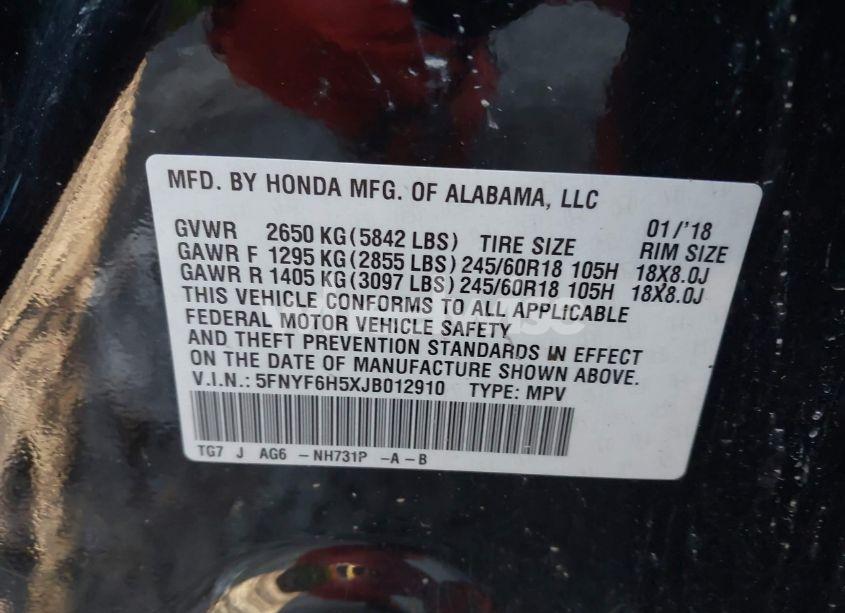 MFD. BY HONDA MFG. OF ALABAMA, LLC
01/'18
GVWR 2650 KG(5842 LBS) TIRE SIZE RIM SIZE
GAWR F 1295 KG(2855 LBS)245/60R18 105H 18X8.0J
GAWR R 1405 KG(3097 LBS)245/60R18 105H 18X8.0J
THIS VEHICLE CONFORMS TO ALL APPLICABLE
FEDERAL MOTOR VEHICLE SAFETY
AND THEFT PREVENTION STANDARDS IN EFFECT
ON THE DATE OF MANUFACTURE SHOWN ABOVE.
V.I.N.: 5FNYF6H5XJB012910 TYPE: MPV
TG7 J AG6 -NH731P -A-B